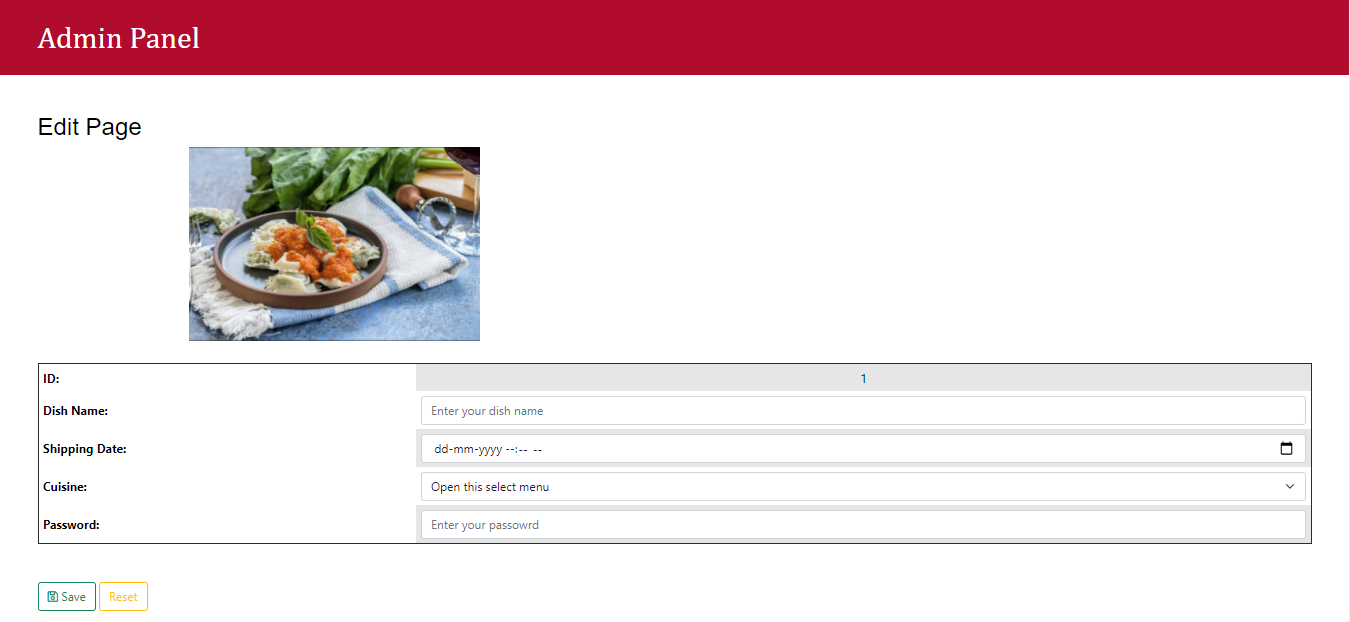 Admin Panel
Edit Page
ID: 1
Dish Name: Enter your dish name
Shipping Date: dd-mm-yyyy --:-- --
Cuisine: Open this select menu
Password: Enter your passowrd
Save Reset